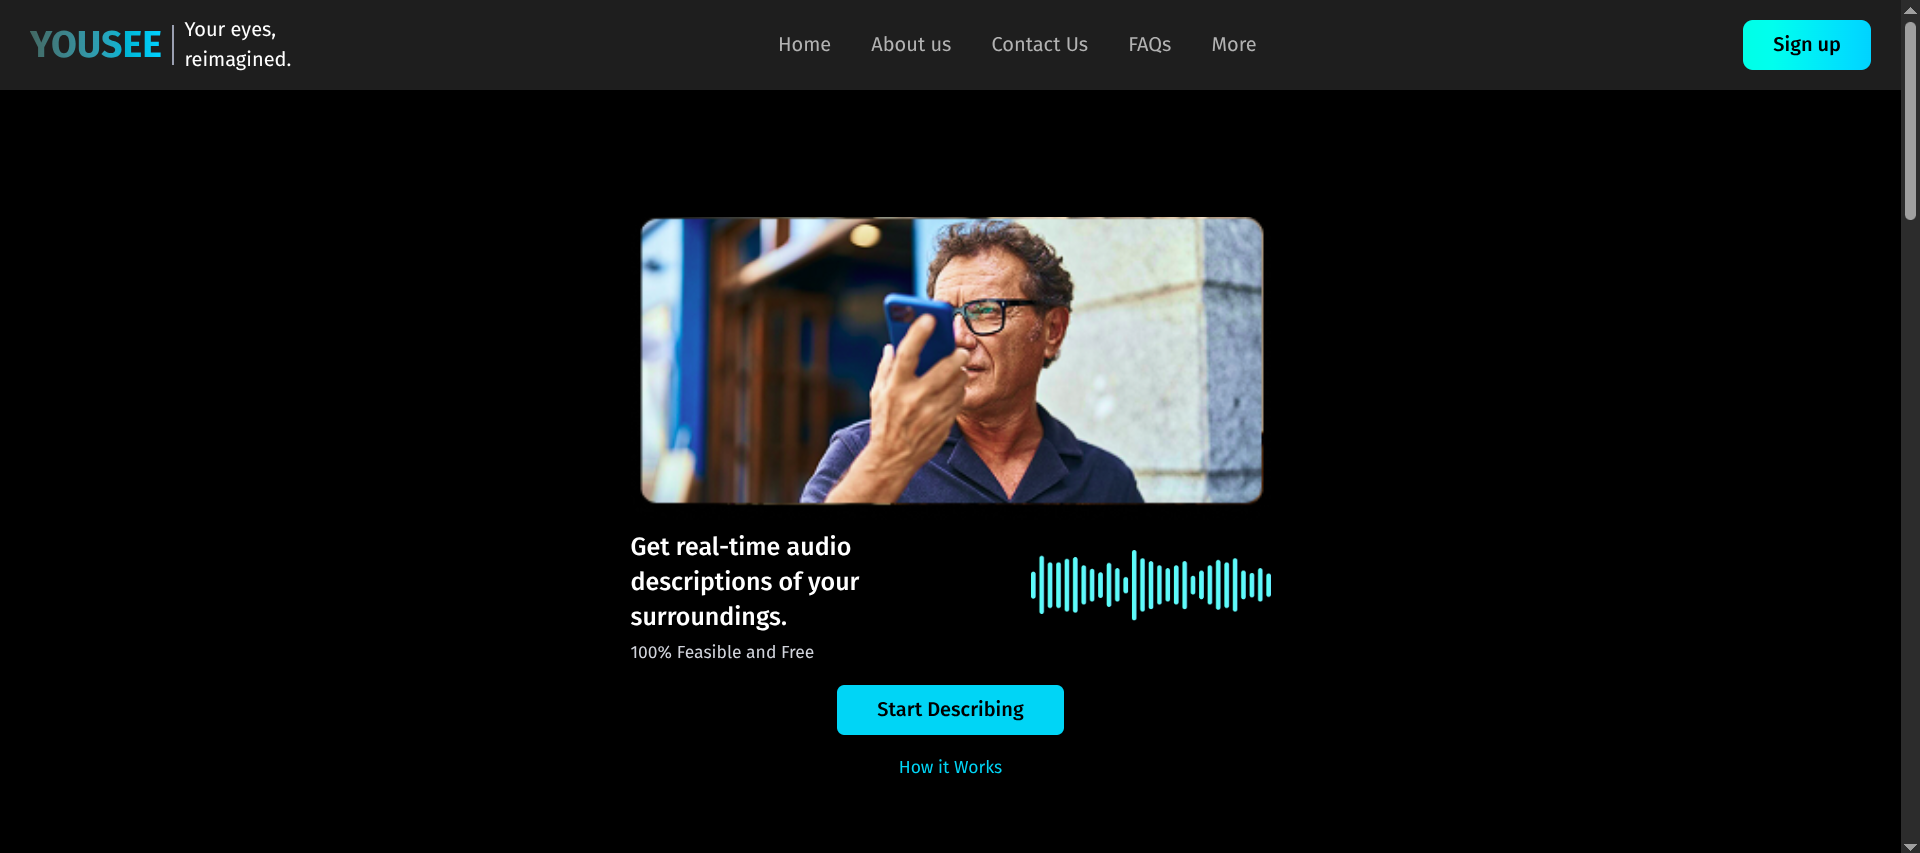 YOUSEE
Your eyes,
reimagined.
Home
About us
Contact Us
FAQs
More
Sign up
Get real-time audio
descriptions of your
surroundings.
100% Feasible and Free
Start Describing
How it Works